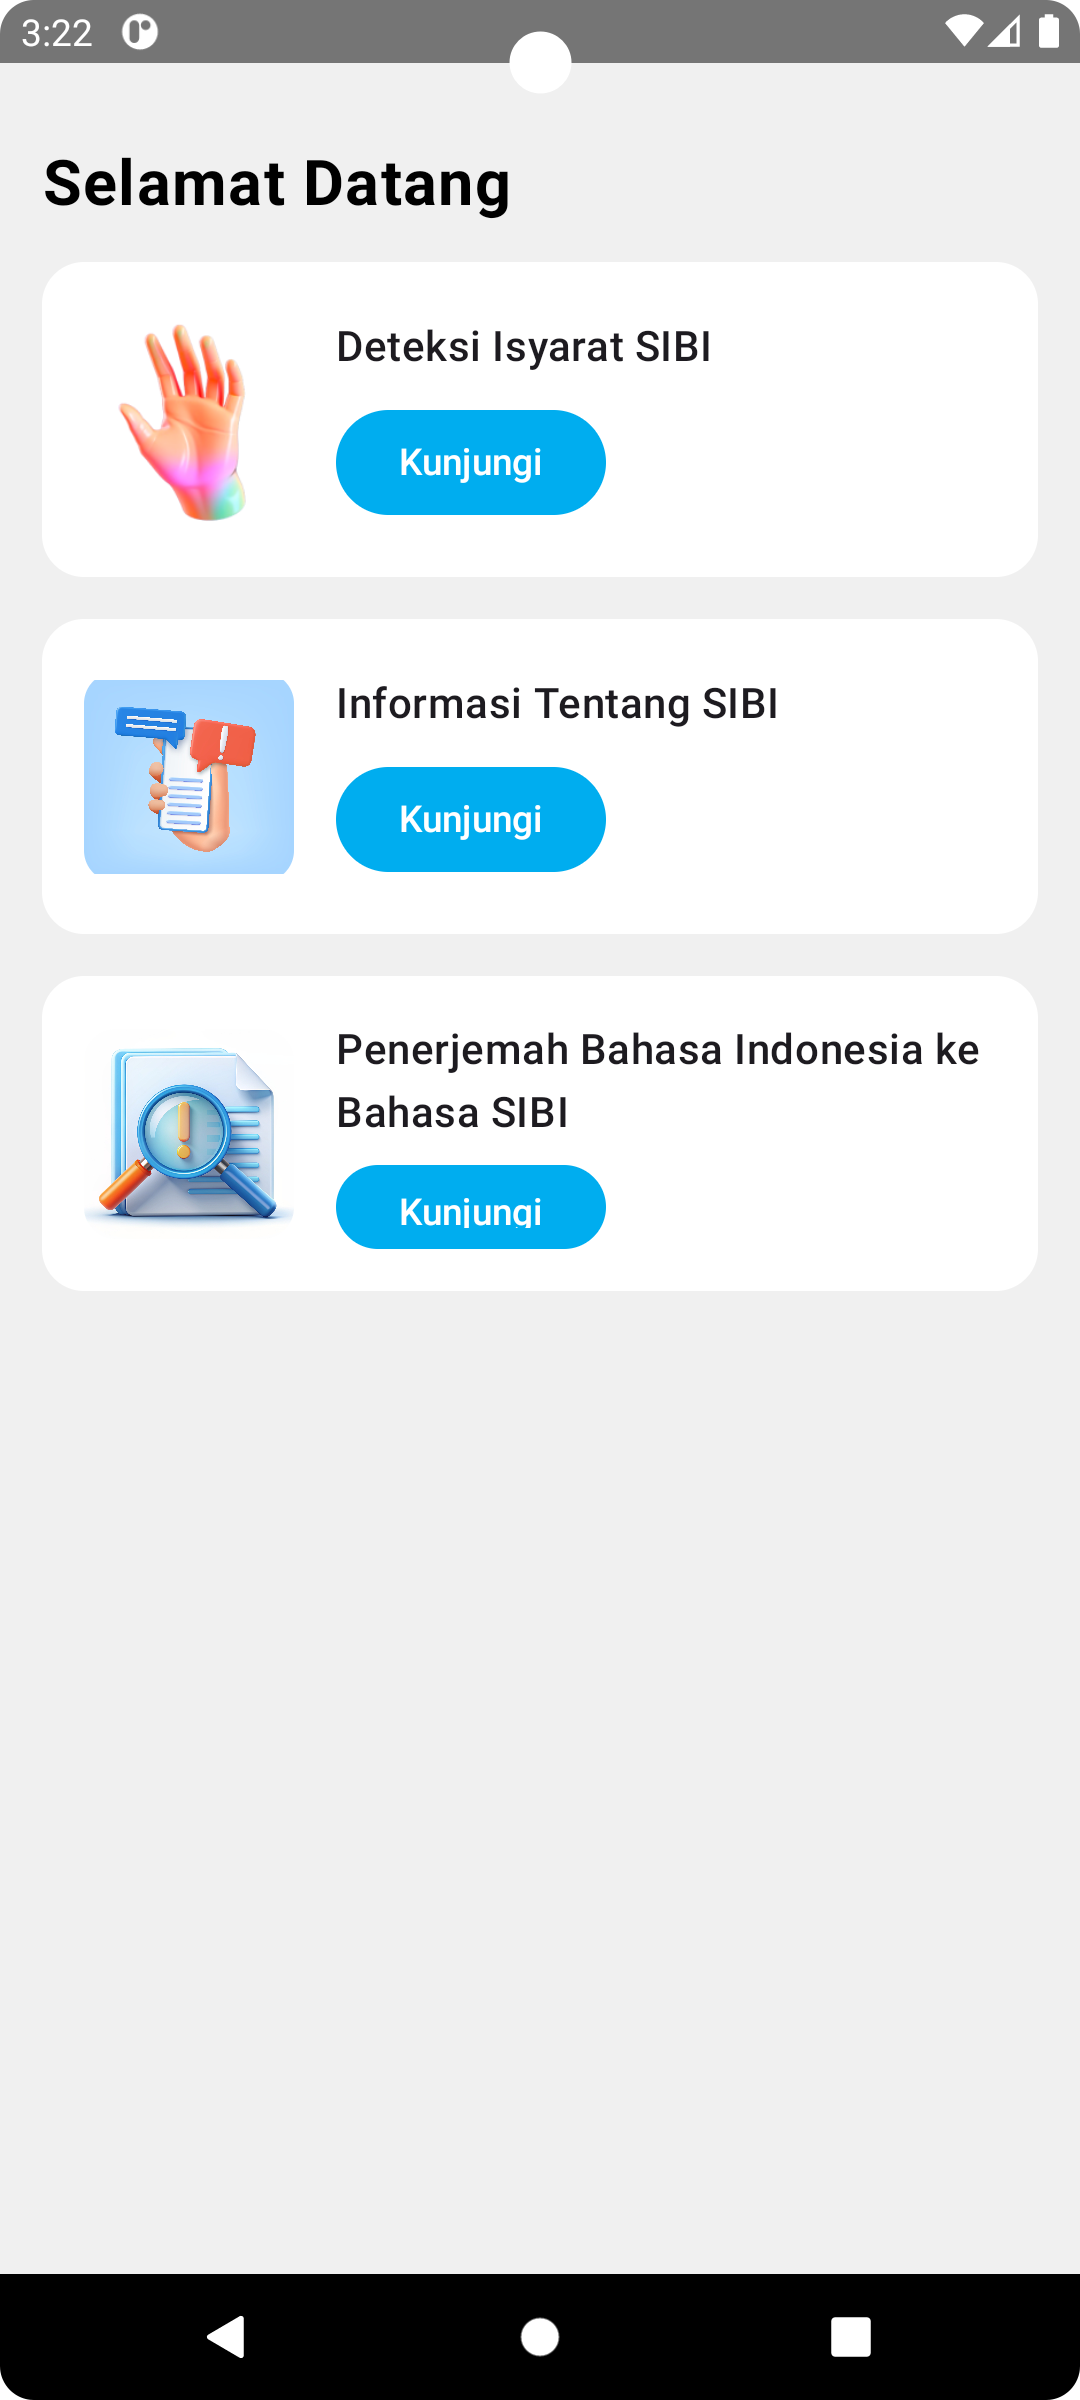 3:22
Selamat Datang
Deteksi Isyarat SIBI
Kunjungi
Informasi Tentang SIBI
Kunjungi
Penerjemah Bahasa Indonesia ke
Bahasa SIBI
Kunjungi